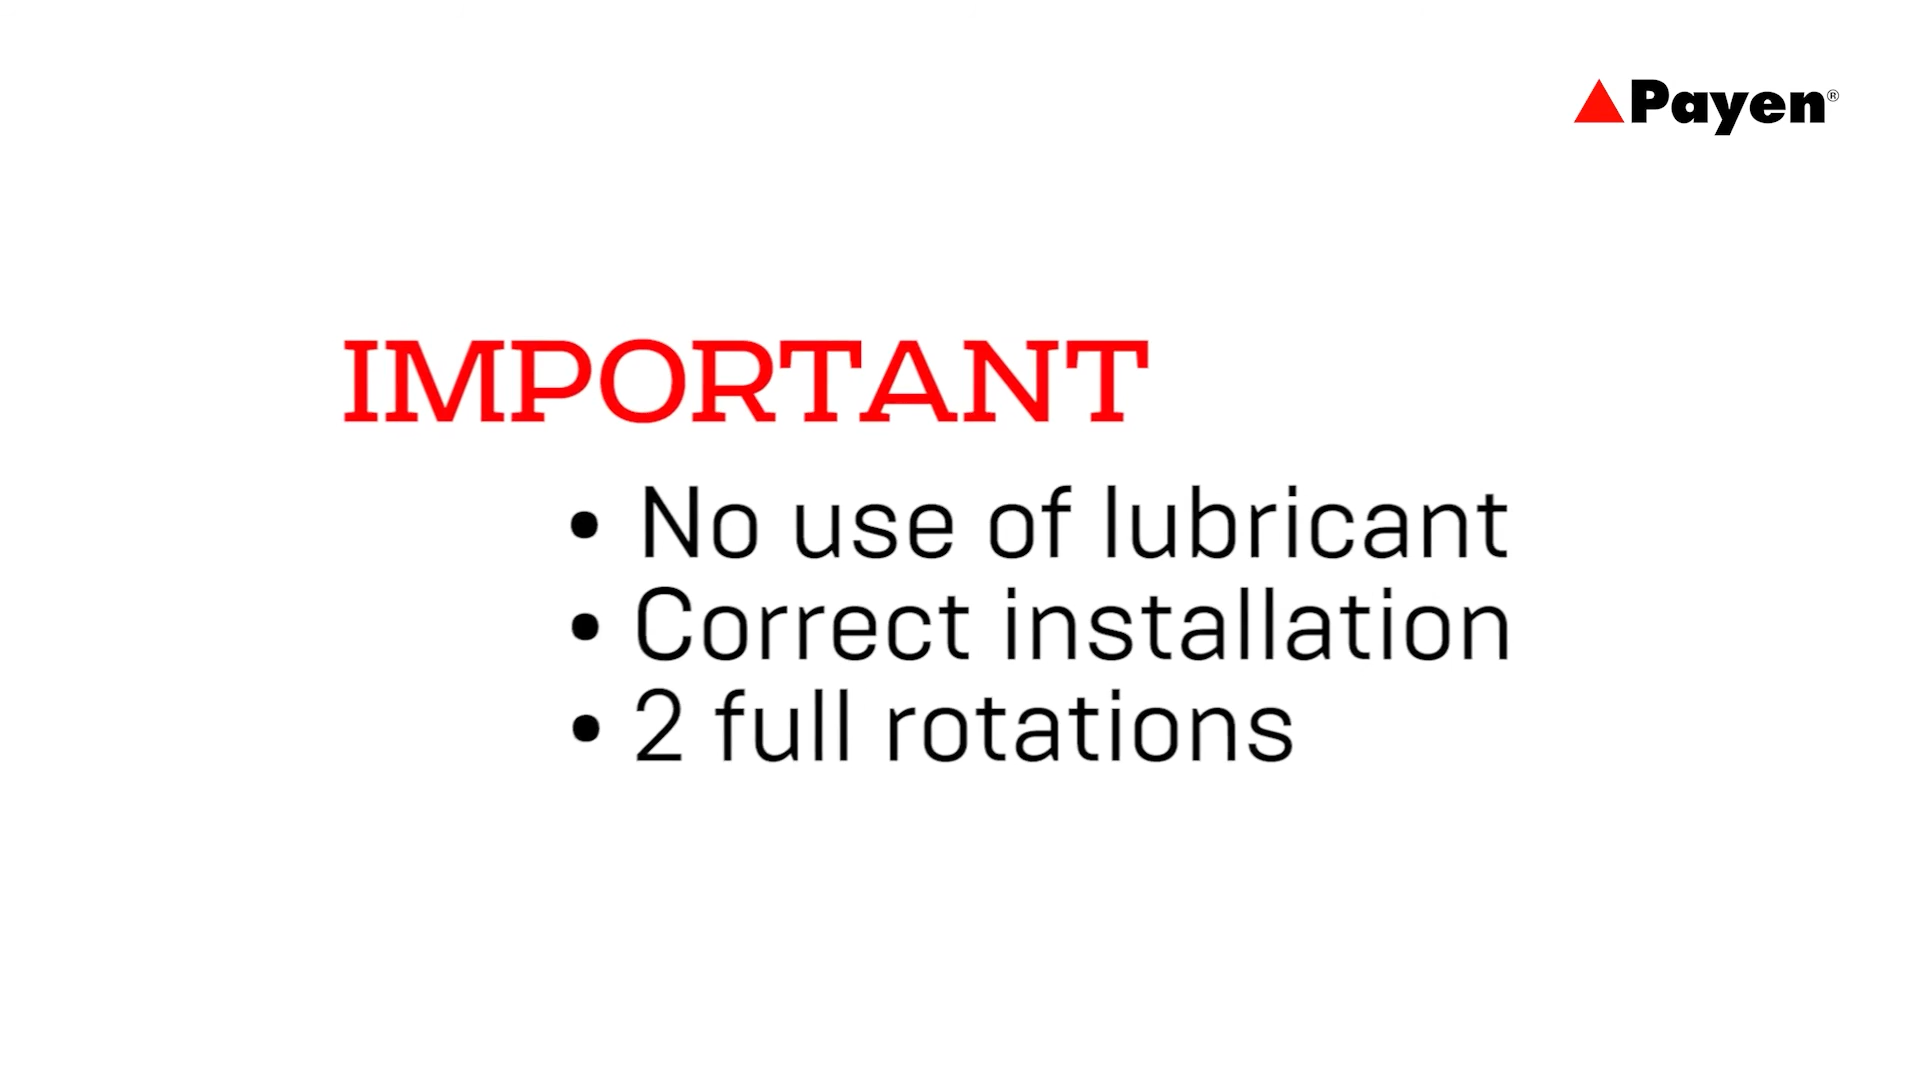 Payen®
IMPORTANT
• No use of lubricant
• Correct installation
• 2 full rotations